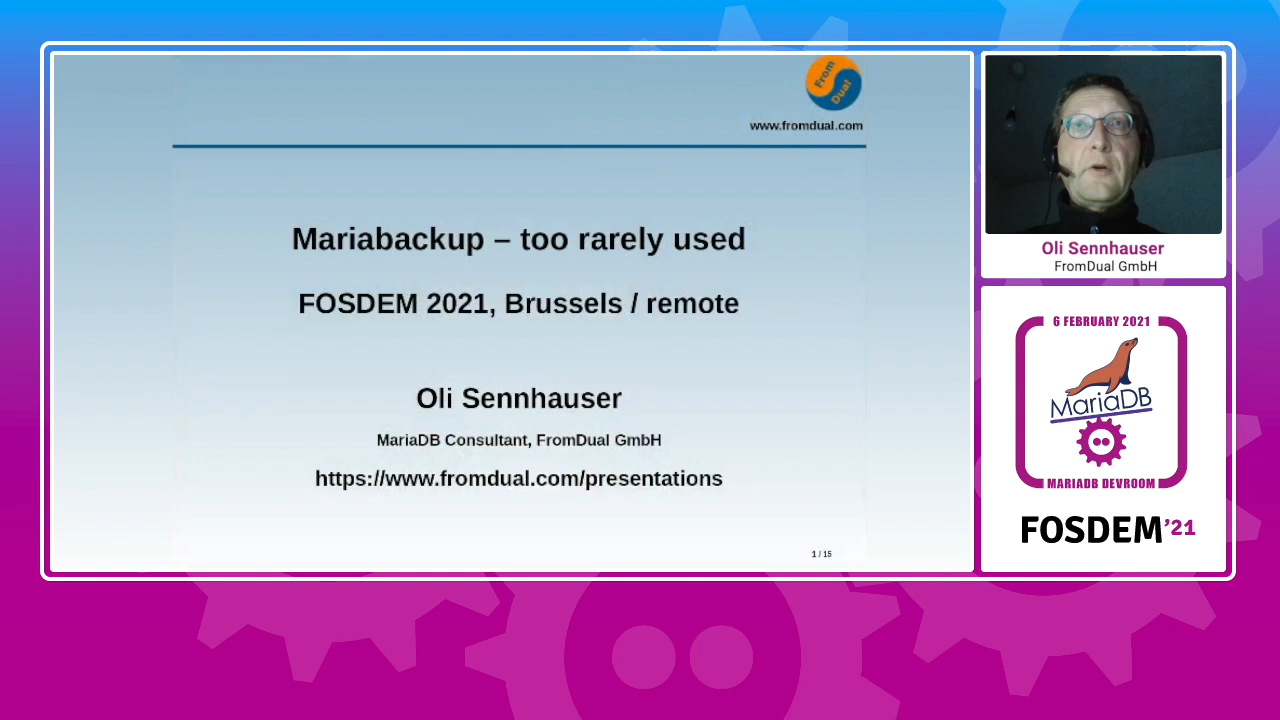 From
Dual
www.fromdual.com
Mariabackup – too rarely used
FOSDEM 2021, Brussels / remote
Oli Sennhauser
MariaDB Consultant, FromDual GmbH
https://www.fromdual.com/presentations
1 / 15
Oli Sennhauser
FromDual GmbH
6 FEBRUARY 2021
MariaDB
MARIADB DEVROOM
FOSDEM'21